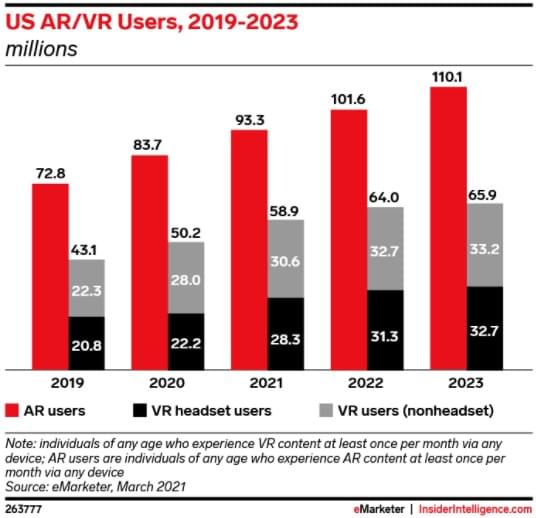 US AR/VR Users, 2019-2023
millions
72.8
43.1
22.3
20.8
83.7
50.2
28.0
22.2
93.3
58.9
30.6
28.3
101.6
64.0
32.7
31.3
110.1
65.9
33.2
32.7
2019 2020 2021 2022 2023
AR users VR headset users VR users (nonheadset)
Note: individuals of any age who experience VR content at least once per month via any
device; AR users are individuals of any age who experience AR content at least once per
month via any device
Source: eMarketer, March 2021
263777 eMarketer | InsiderIntelligence.com